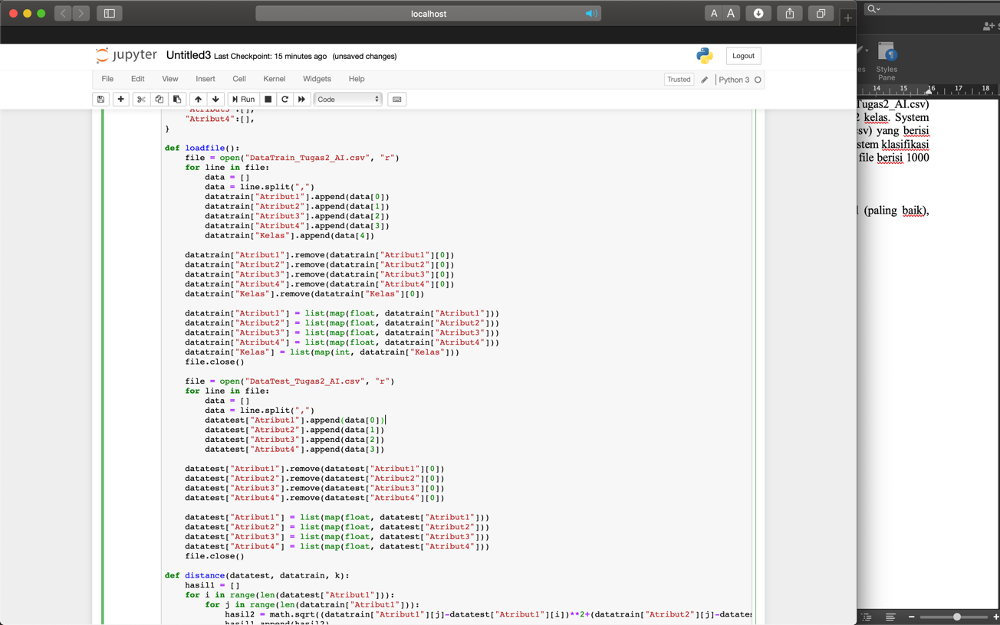 localhost
A A
jupyter Untitled3 Last Checkpoint: 15 minutes ago (unsaved changes)
Logout
File Edit View Insert Cell Kernel Widgets Help
Trusted
Python 3
Run
Code
"Atribut3":[],
"Atribut4":[],
}
def loadfile():
file = open("DataTrain_Tugas2_AI.csv", "r")
for line in file:
data = []
data = line.split(",")
datatrain["Atribut1"].append(data[0])
datatrain["Atribut2"].append(data[1])
datatrain["Atribut3"].append(data[2])
datatrain["Atribut4"].append(data[3])
datatrain["Kelas"].append(data[4])
datatrain["Atribut1"].remove(datatrain["Atribut1"][0])
datatrain["Atribut2"].remove(datatrain["Atribut2"][0])
datatrain["Atribut3"].remove(datatrain["Atribut3"][0])
datatrain["Atribut4"].remove(datatrain["Atribut4"][0])
datatrain["Kelas"].remove(datatrain["Kelas"][0])
datatrain["Atribut1"] = list(map(float, datatrain["Atribut1"]))
datatrain["Atribut2"] = list(map(float, datatrain["Atribut2"]))
datatrain["Atribut3"] = list(map(float, datatrain["Atribut3"]))
datatrain["Atribut4"] = list(map(float, datatrain["Atribut4"]))
datatrain["Kelas"] = list(map(int, datatrain["Kelas"]))
file.close()
file = open("DataTest_Tugas2_AI.csv", "r")
for line in file:
data = []
data = line.split(",")
datatest["Atribut1"].append(data[0])
datatest["Atribut2"].append(data[1])
datatest["Atribut3"].append(data[2])
datatest["Atribut4"].append(data[3])
datatest["Atribut1"].remove(datatest["Atribut1"][0])
datatest["Atribut2"].remove(datatest["Atribut2"][0])
datatest["Atribut3"].remove(datatest["Atribut3"][0])
datatest["Atribut4"].remove(datatest["Atribut4"][0])
datatest["Atribut1"] = list(map(float, datatest["Atribut1"]))
datatest["Atribut2"] = list(map(float, datatest["Atribut2"]))
datatest["Atribut3"] = list(map(float, datatest["Atribut3"]))
datatest["Atribut4"] = list(map(float, datatest["Atribut4"]))
file.close()
def distance(datatest, datatrain, k):
hasil1 = []
for i in range(len(datatest["Atribut1"])):
for j in range(len(datatrain["Atribut1"])):
hasil2 = math.sqrt((datatrain["Atribut1"][j]-datatest["Atribut1"][i])**2+(datatrain["Atribut2"][j]-dates
hasil1.append(hasil2)
Styles
Pane
14 15 16 17 18
Tugas2_AI.csv)
2 kelas. System
csv) yang berisi
stem klasifikasi
file berisi 1000
(paling baik),